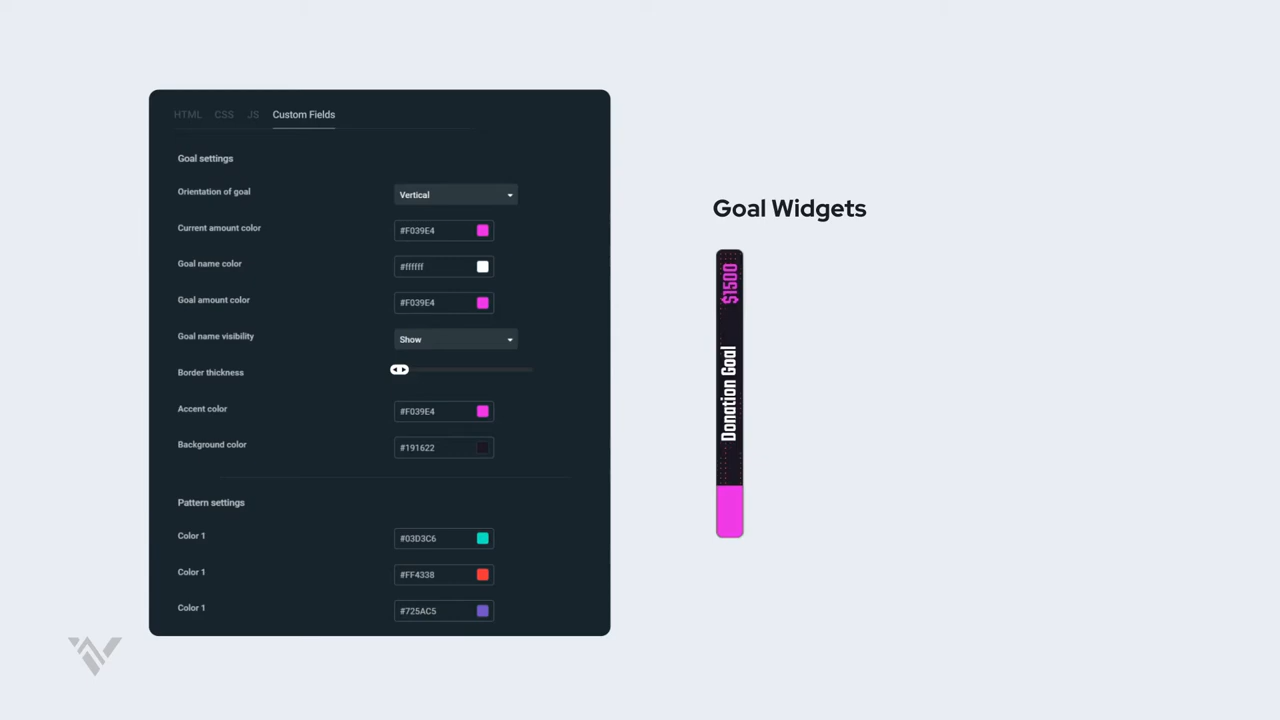 HTML CSS JS Custom Fields
Goal settings
Orientation of goal Vertical
Current amount color #F039E4
Goal name color #ffffff
Goal amount color #F039E4
Goal name visibility Show
Border thickness
Accent color #F039E4
Background color #191622
Pattern settings
Color 1 #03D3C6
Color 1 #FF4338
Color 1 #725AC5
Goal Widgets
$1500
Donation Goal